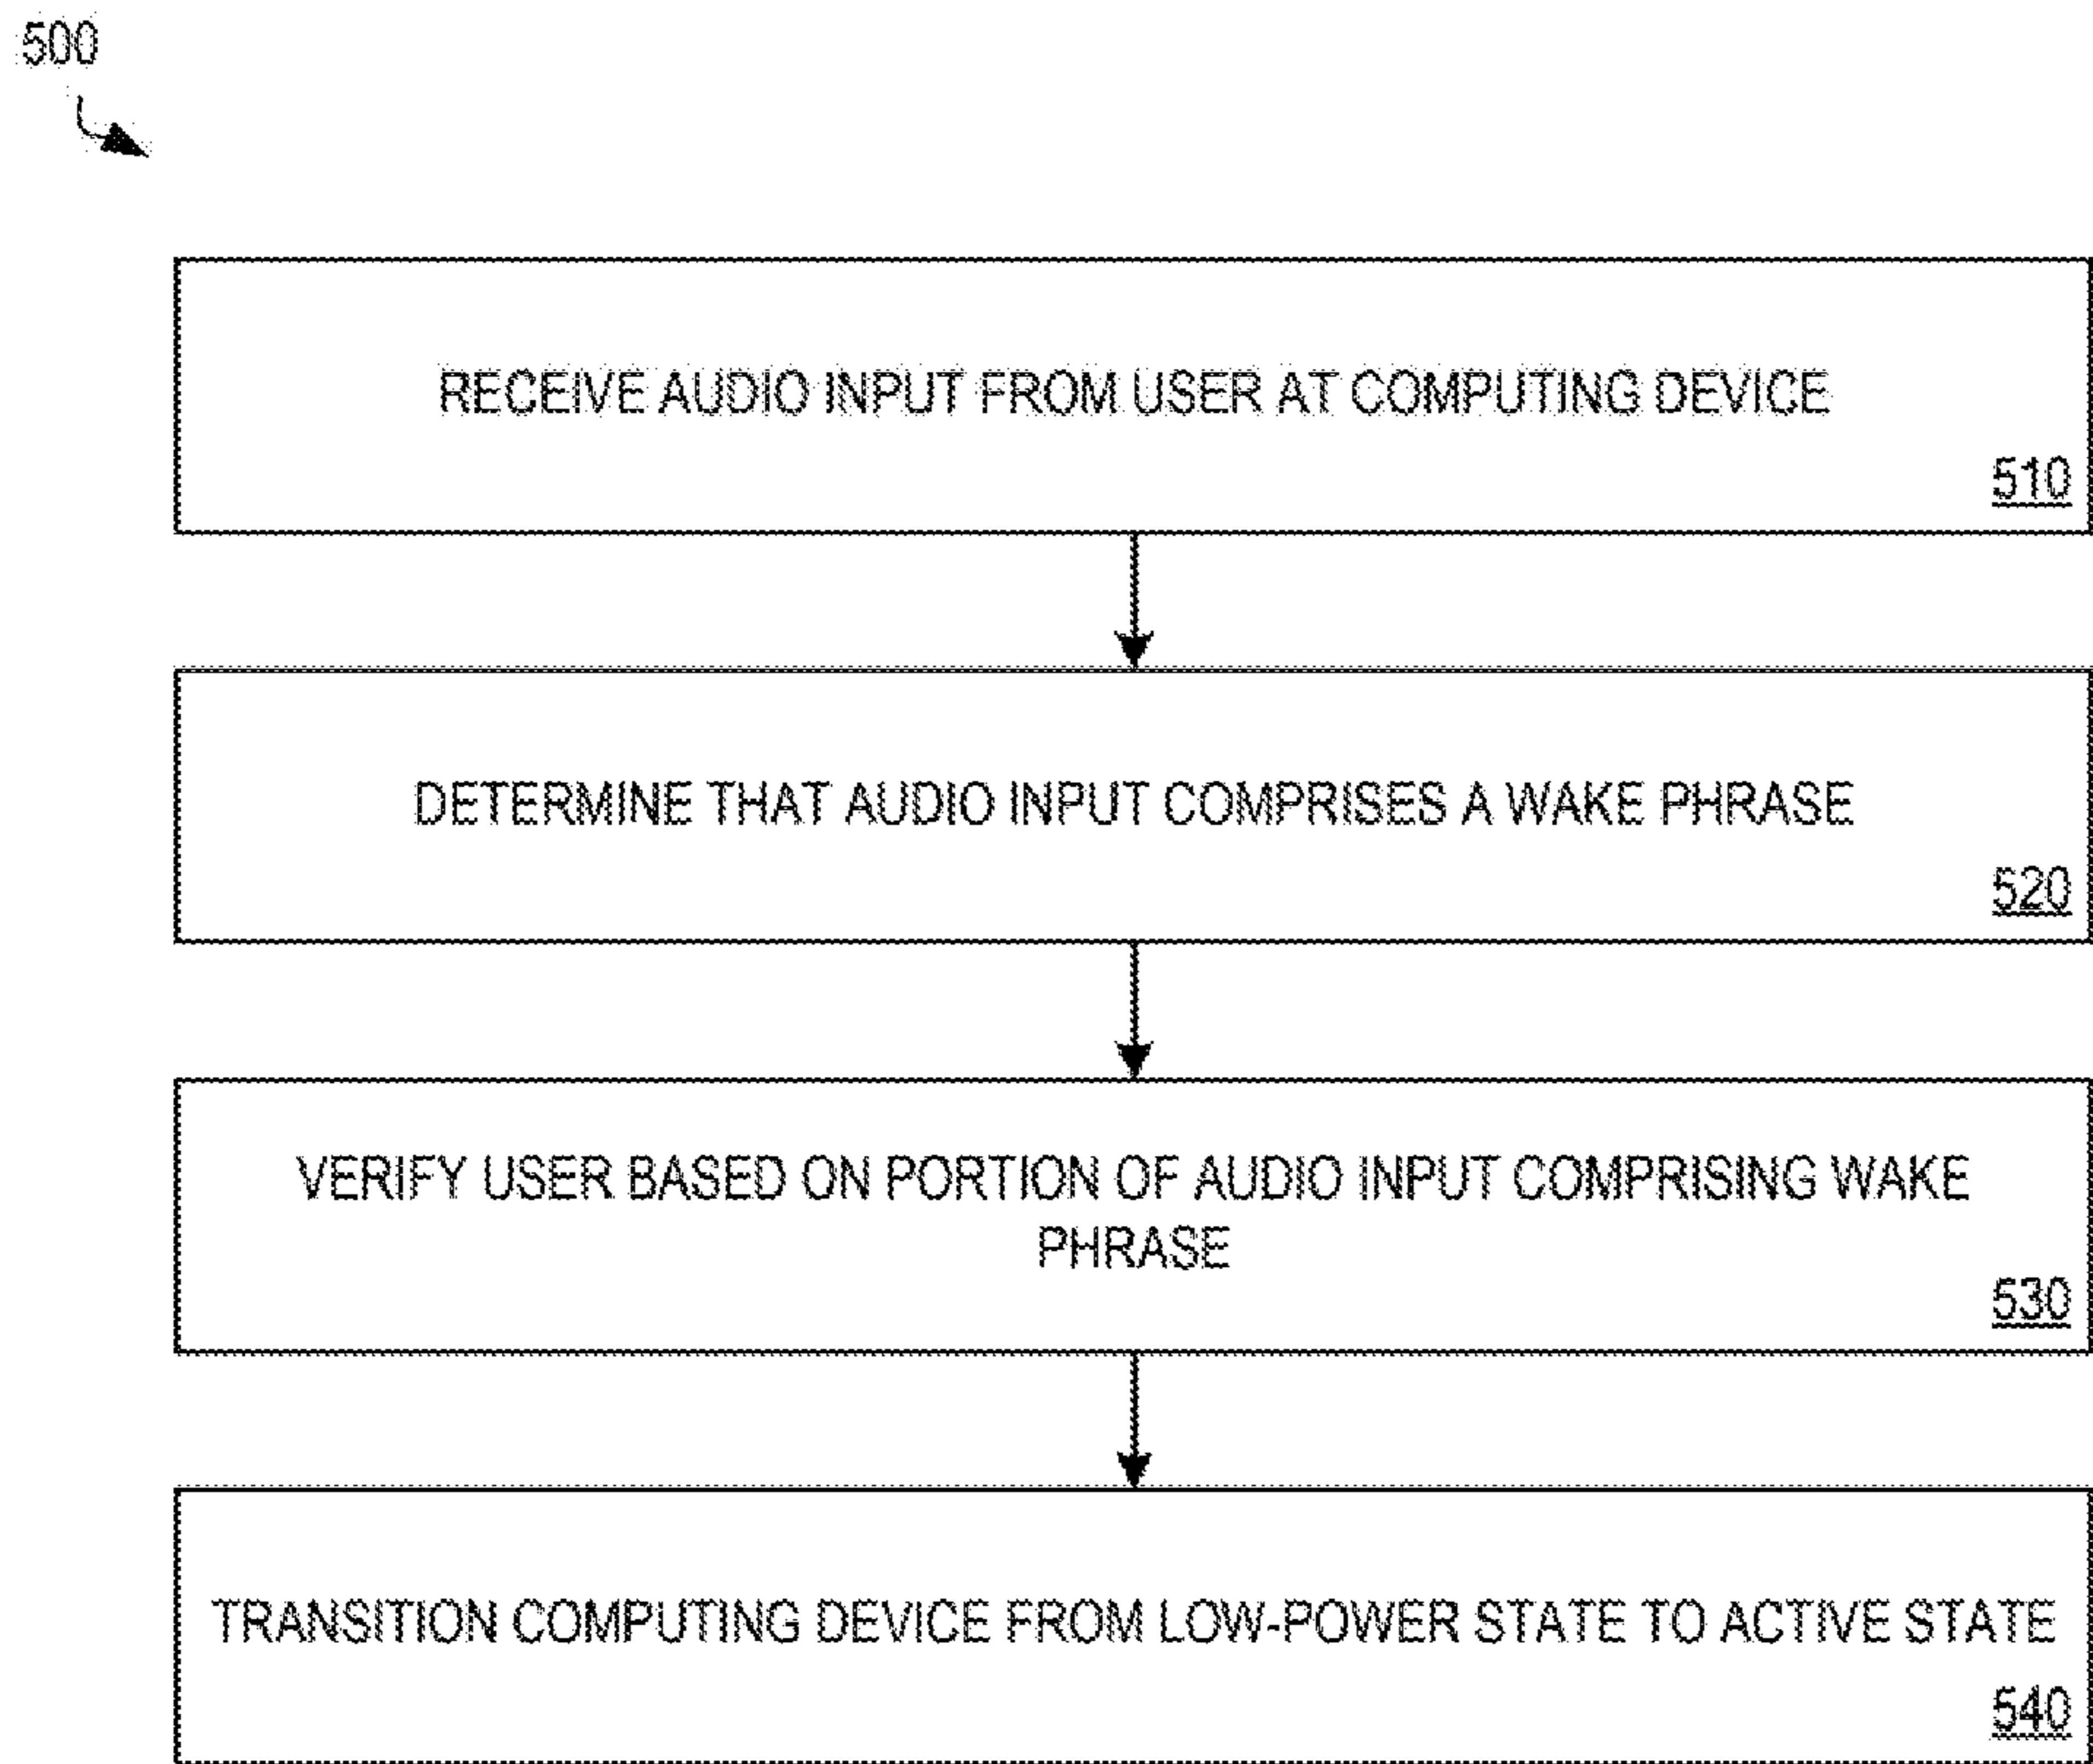 500
RECEIVE AUDIO INPUT FROM USER AT COMPUTING DEVICE
510
DETERMINE THAT AUDIO INPUT COMPRISES A WAKE PHRASE
520
VERIFY USER BASED ON PORTION OF AUDIO INPUT COMPRISING WAKE
PHRASE
530
TRANSITION COMPUTING DEVICE FROM LOW-POWER STATE TO ACTIVE STATE
540